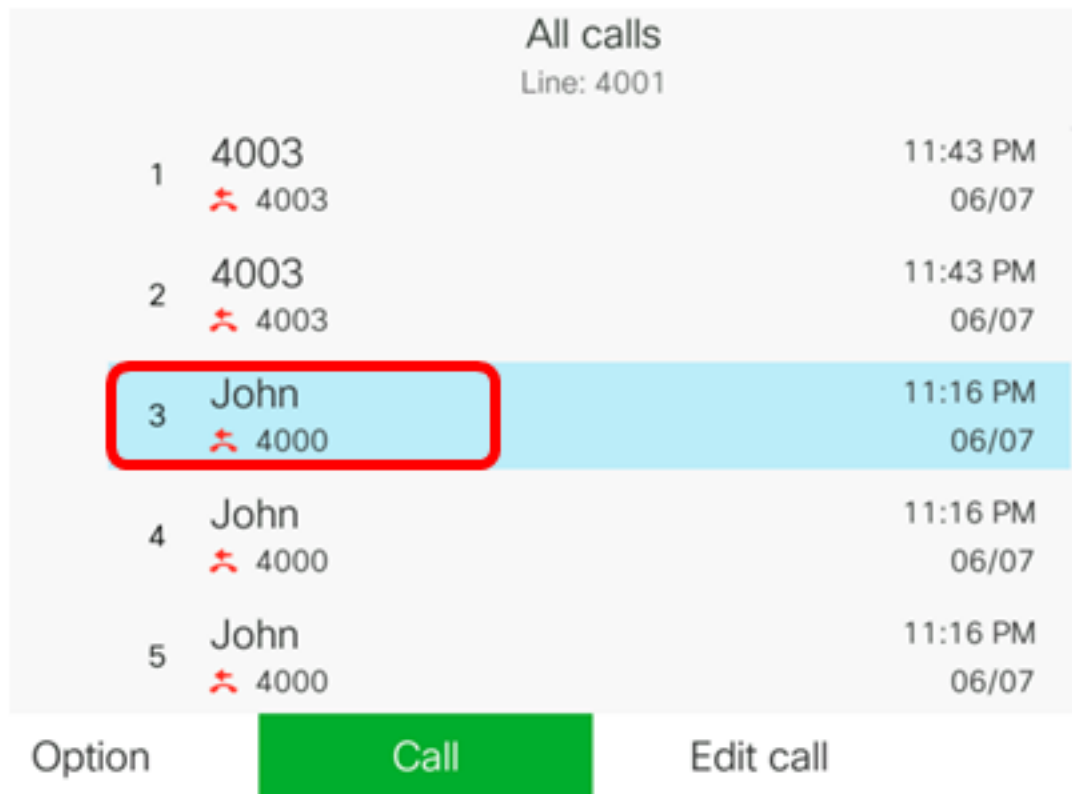 All calls
Line: 4001
1 4003 11:43 PM
4003 06/07
2 4003 11:43 PM
4003 06/07
3 John 11:16 PM
4000 06/07
4 John 11:16 PM
4000 06/07
5 John 11:16 PM
4000 06/07
Option Call Edit call